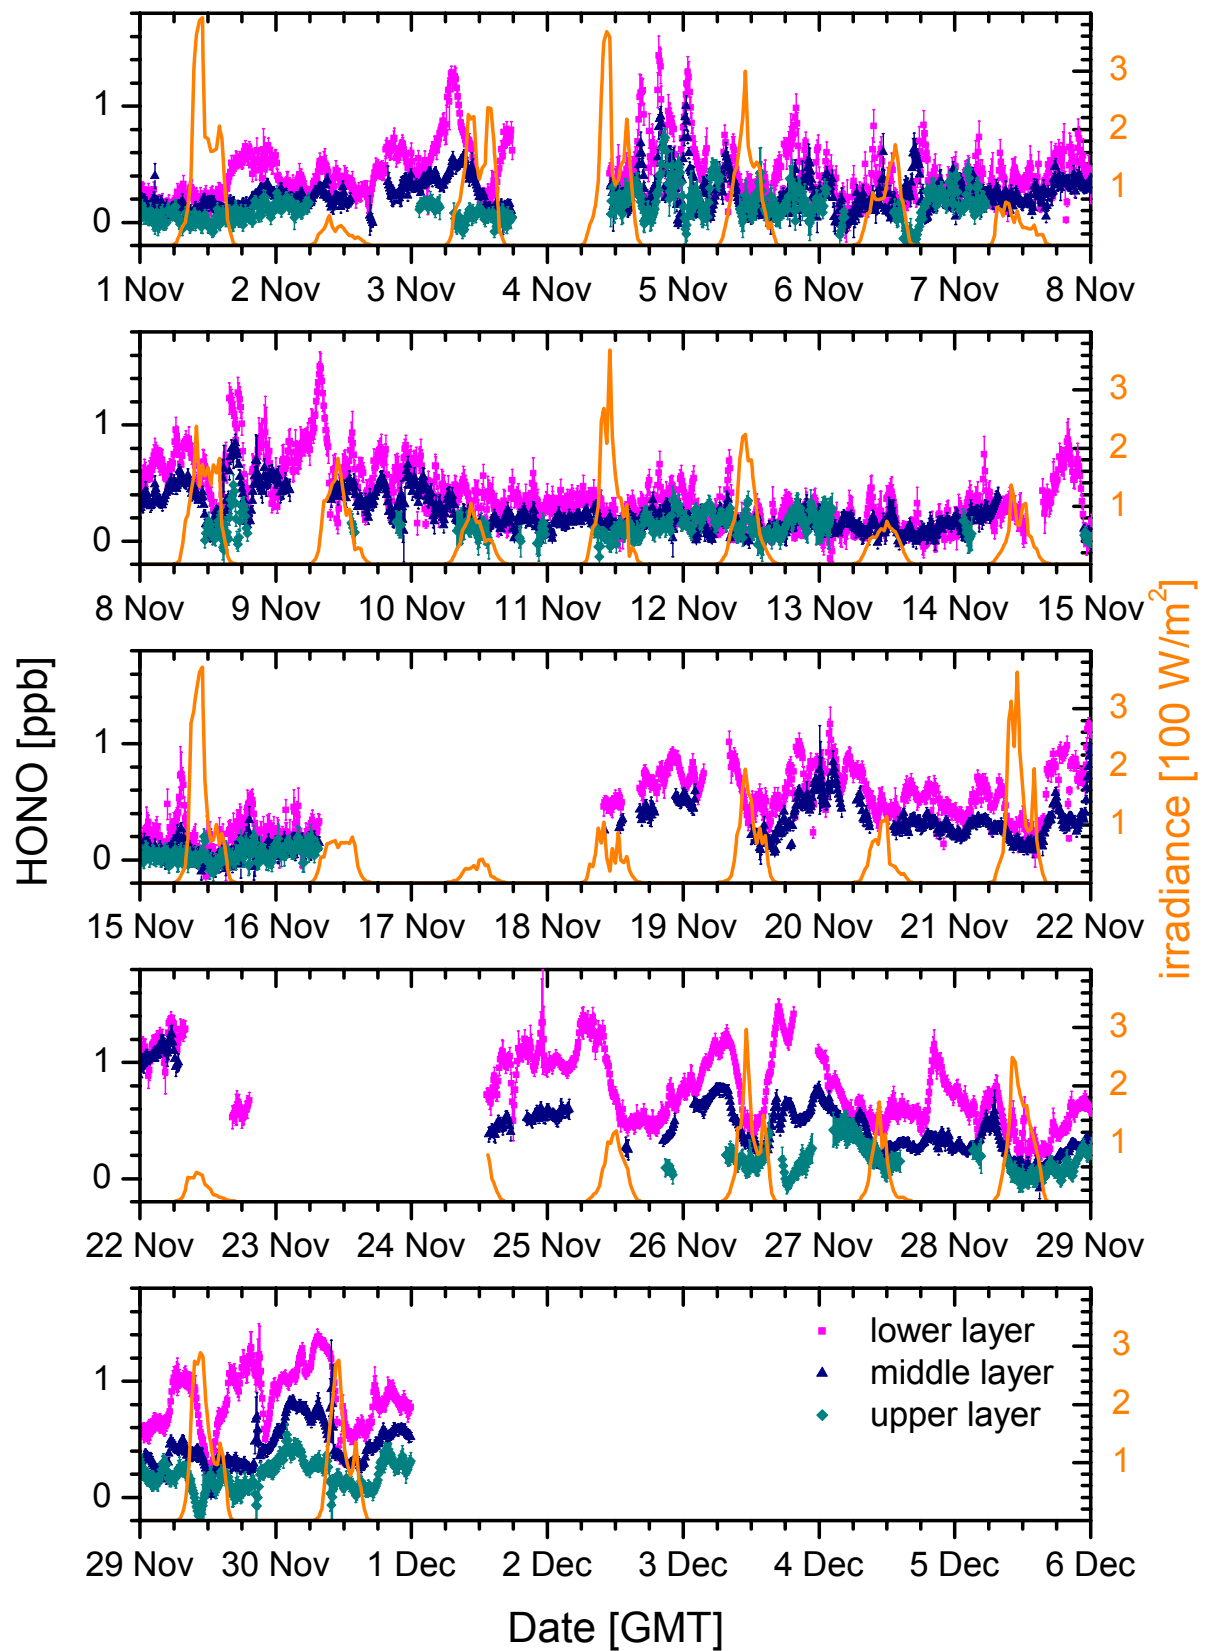 1
0
3
2
1
1 Nov 2 Nov 3 Nov 4 Nov 5 Nov 6 Nov 7 Nov 8 Nov
1
0
3
2
1
8 Nov 9 Nov 10 Nov 11 Nov 12 Nov 13 Nov 14 Nov 15 Nov
HONO [ppb]
irradiance [100 W/m²]
1
0
3
2
1
15 Nov 16 Nov 17 Nov 18 Nov 19 Nov 20 Nov 21 Nov 22 Nov
1
0
3
2
1
22 Nov 23 Nov 24 Nov 25 Nov 26 Nov 27 Nov 28 Nov 29 Nov
1
0
lower layer
middle layer
upper layer
3
2
1
29 Nov 30 Nov 1 Dec 2 Dec 3 Dec 4 Dec 5 Dec 6 Dec
Date [GMT]